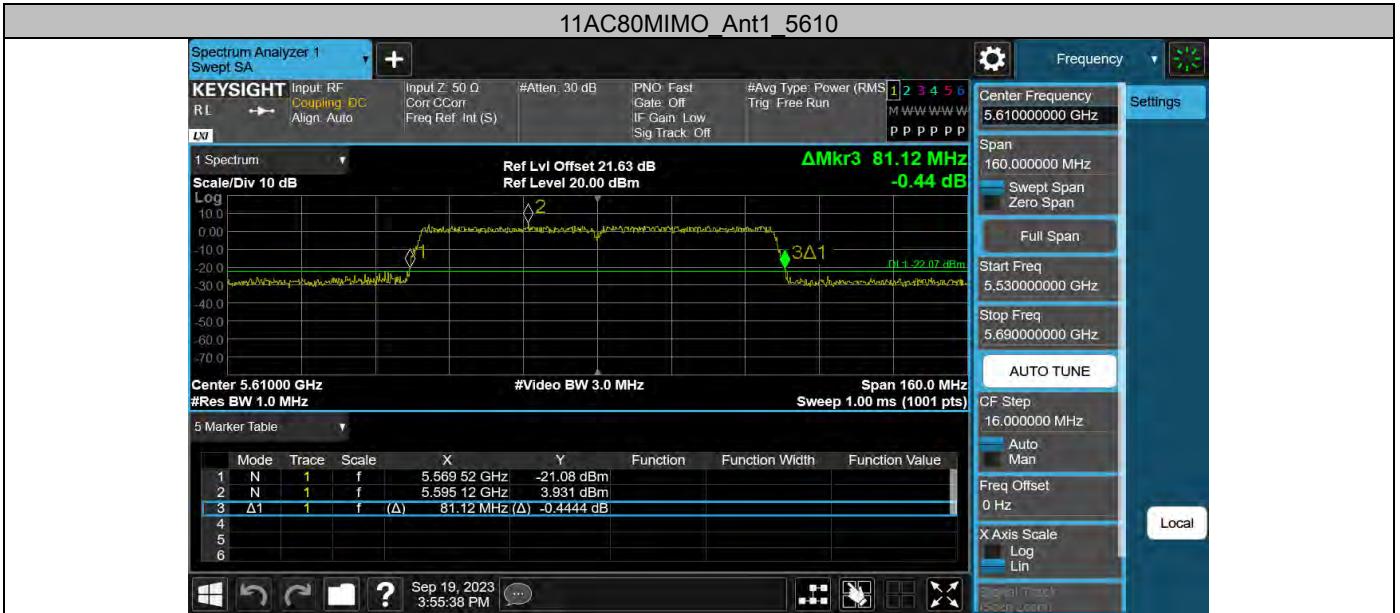 11AC80MIMO_Ant1_5610
Spectrum Analyzer 1
Swept SA
+
Frequency
KEYSIGHT
RL
LXI
Input: RF
Coupling: DC
Align: Auto
Input Z: 50 Ω
Corr CCorr
Freq Ref: Int (S)
#Atten: 30 dB
PNO: Fast
Gate: Off
IF Gain: Low
Sig Track: Off
#Avg Type: Power (RMS
Trig: Free Run
1 2 3 4 5 6
M W W W W W
P P P P P P
1 Spectrum
Scale/Div 10 dB
Ref Lvl Offset 21.63 dB
Ref Level 20.00 dBm
ΔMkr3 81.12 MHz
-0.44 dB
Log
10.0
0.00
-10.0
-20.0
-30.0
-40.0
-50.0
-60.0
-70.0
1
2
3Δ1
DL1 -22.07 dBm
Center 5.61000 GHz
#Res BW 1.0 MHz
#Video BW 3.0 MHz
Span 160.0 MHz
Sweep 1.00 ms (1001 pts)
5 Marker Table
Mode Trace Scale X Y Function Function Width Function Value
1 N 1 f 5.569 52 GHz -21.08 dBm
2 N 1 f 5.595 12 GHz 3.931 dBm
3 Δ1 1 f (Δ) 81.12 MHz (Δ) -0.4444 dB
4
5
6
Sep 19, 2023
3:55:38 PM
?
Center Frequency
5.610000000 GHz
Settings
Span
160.000000 MHz
Swept Span
Zero Span
Full Span
Start Freq
5.530000000 GHz
Stop Freq
5.690000000 GHz
AUTO TUNE
CF Step
16.000000 MHz
Auto
Man
Freq Offset
0 Hz
X Axis Scale
Log
Lin
Signal Track
(Span Zoom)
Local